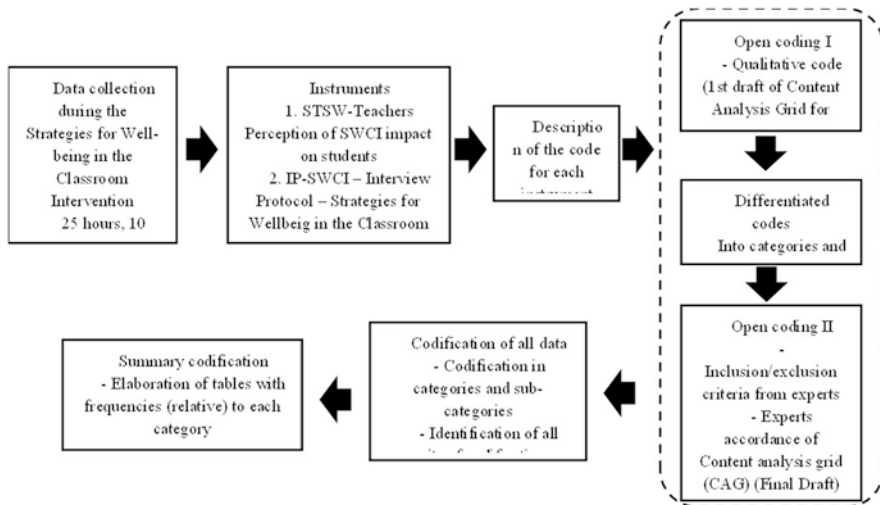 Data collection
during the
Strategies for Well-
being in the
Classroom
Intervention
25 hours, 10
Instruments
1. STSW-Teachers
Perception of SWCI impact
on students
2. IP-SWCI – Interview
Protocol – Strategies for
Wellbeig in the Classroom
Descriptio
n of the code
for each
instrument
Open coding I
- Qualitative code
(1st draft of Content
Analysis Grid for
Differentiated
codes
Into categories and
Open coding II
-
Inclusion/exclusion
criteria from experts
- Experts
accordance of
Content analysis grid
(CAG) (Final Draft)
Codification of all data
- Codification in
categories and sub-
categories
- Identification of all
Summary codification
- Elaboration of tables with
frequencies (relative) to each
category